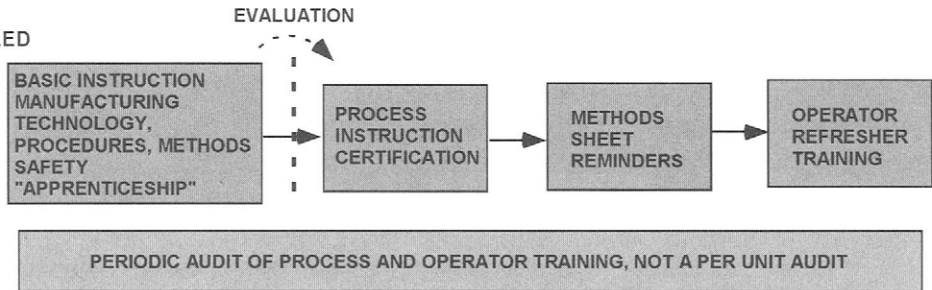 EVALUATION
BASIC INSTRUCTION
MANUFACTURING
TECHNOLOGY,
PROCEDURES, METHODS
SAFETY
"APPRENTICESHIP"
PROCESS
INSTRUCTION
CERTIFICATION
METHODS
SHEET
REMINDERS
OPERATOR
REFRESHER
TRAINING
PERIODIC AUDIT OF PROCESS AND OPERATOR TRAINING, NOT A PER UNIT AUDIT